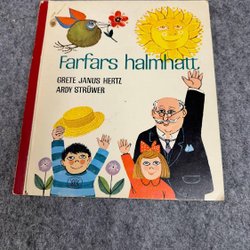 Farfars halmhatt
GRETE JANUS HERTZ
ARDY STRÜWER